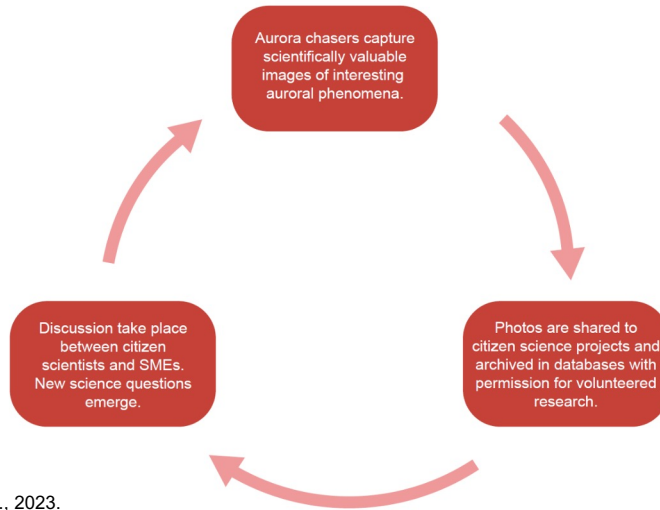 Aurora chasers capture
scientifically valuable
images of interesting
auroral phenomena.
Photos are shared to
citizen science projects and
archived in databases with
permission for volunteered
research.
Discussion take place
between citizen
scientists and SMEs.
New science questions
emerge.
., 2023.